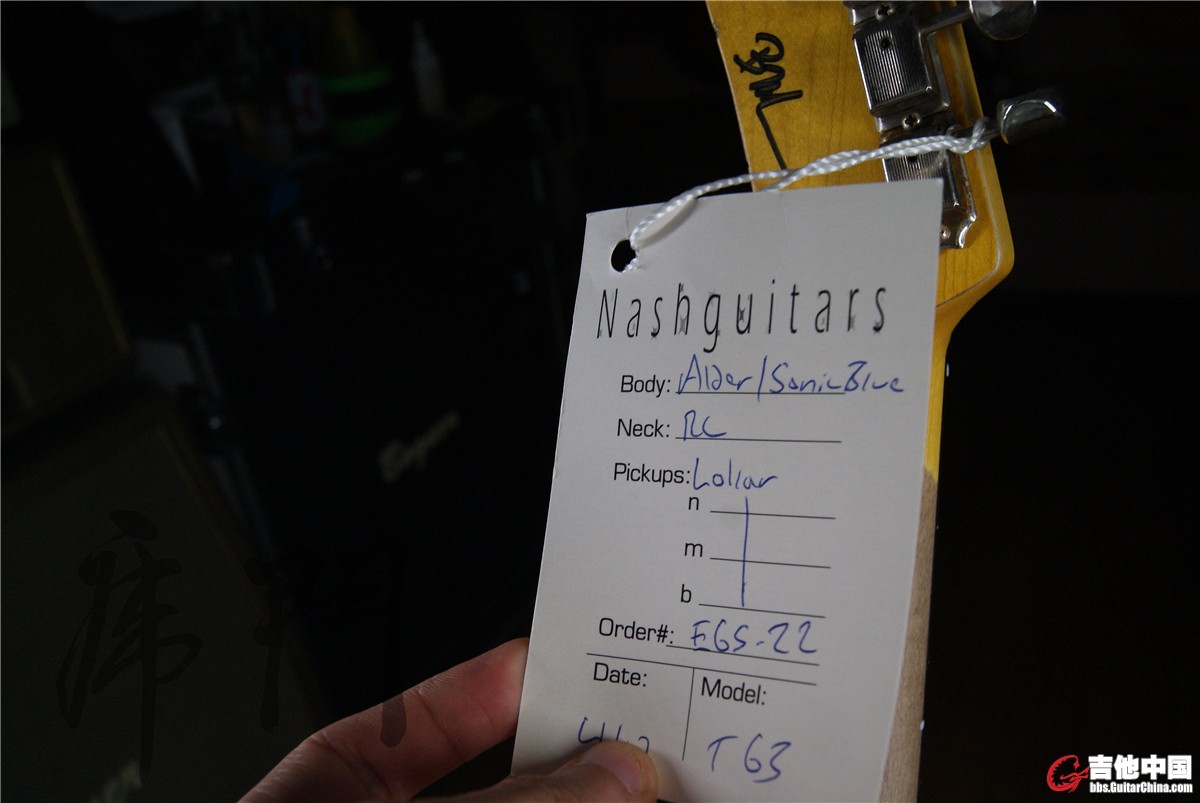 Nashguitars
Body: Alder/Sonic Blue
Neck: RC
Pickups: Lollar
n
m
b
Order#: EGS-22
Date:
Model:
T63
吉他中国
bbs.GuitarChina.com